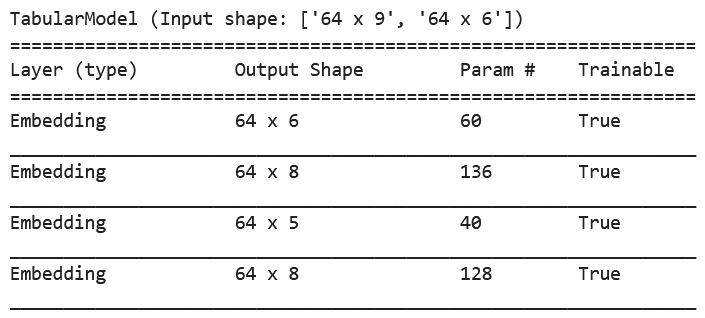 TabularModel (Input shape: ['64 x 9', '64 x 6'])
================================================================
Layer (type) Output Shape Param # Trainable
================================================================
Embedding 64 x 6 60 True
________________________________________________________________
Embedding 64 x 8 136 True
________________________________________________________________
Embedding 64 x 5 40 True
________________________________________________________________
Embedding 64 x 8 128 True
________________________________________________________________